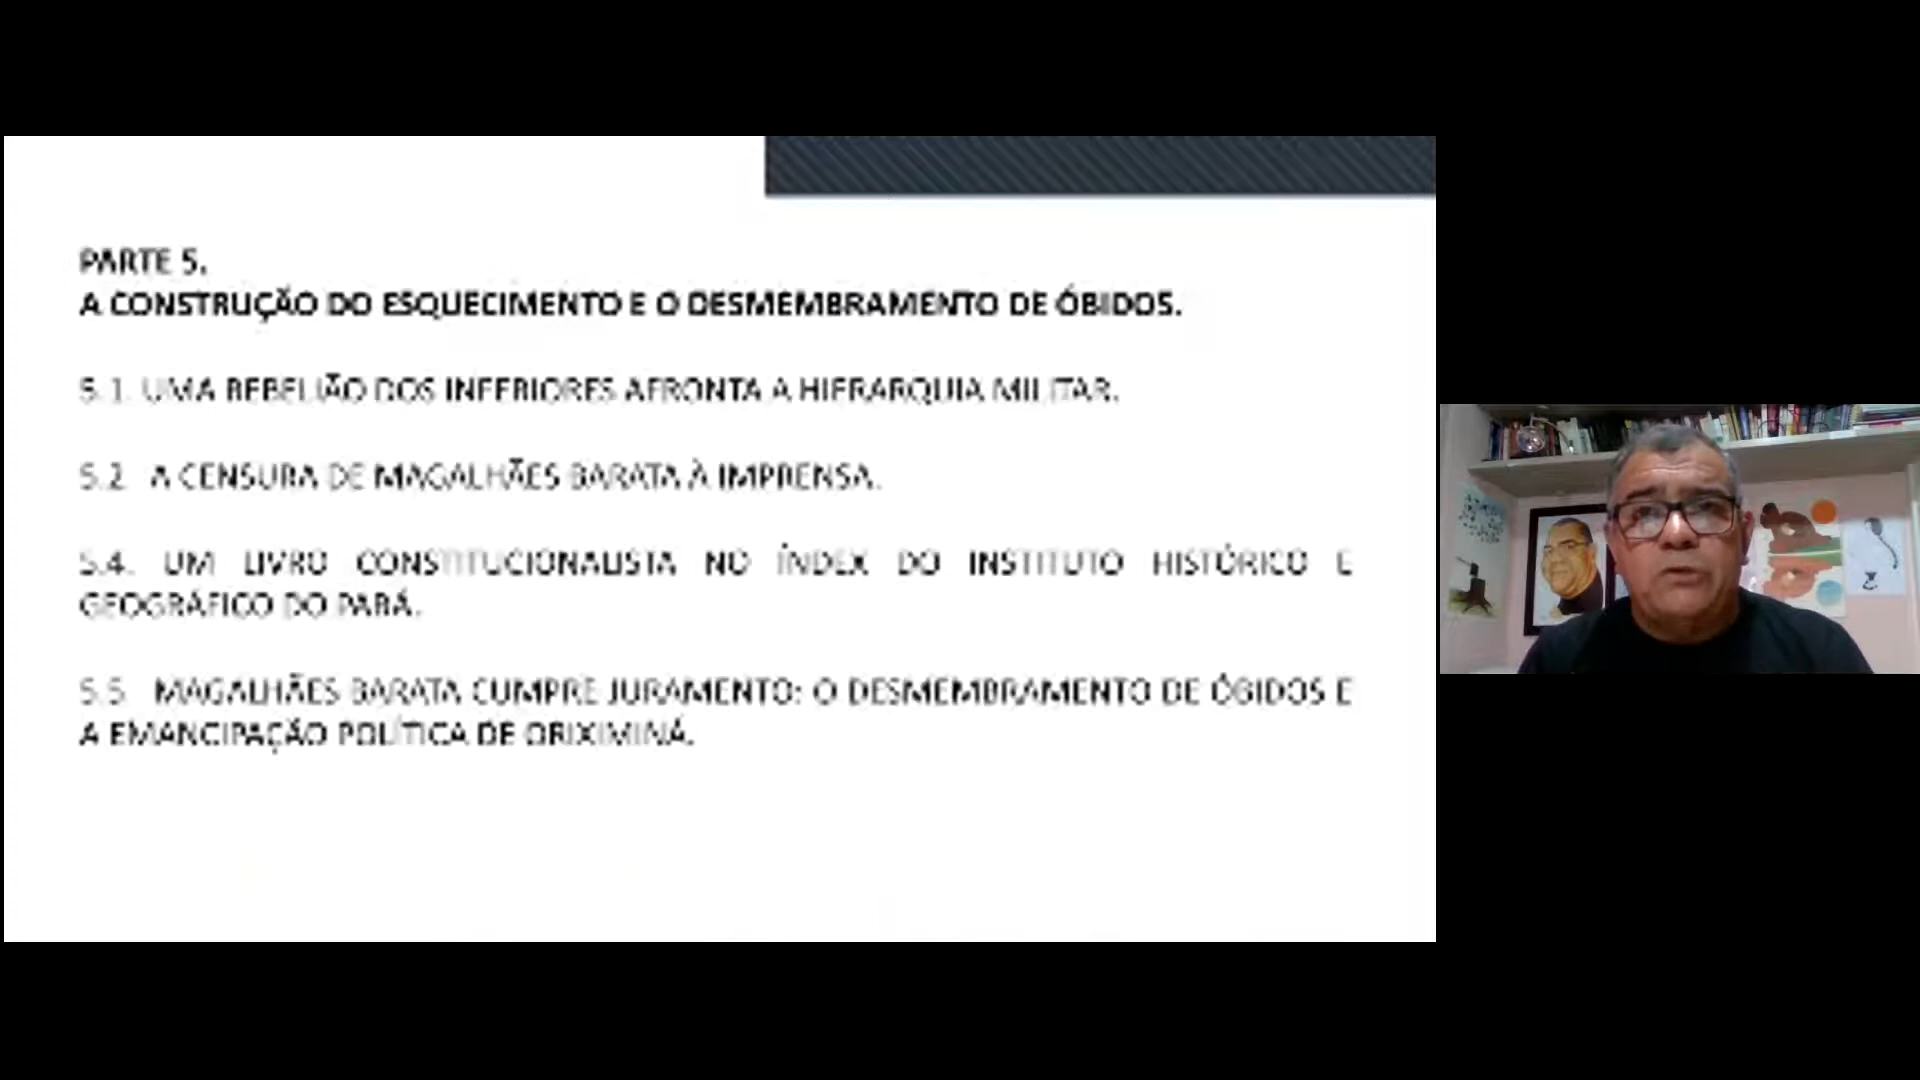 PARTE 5.
A CONSTRUÇÃO DO ESQUECIMENTO E O DESMEMBRAMENTO DE ÓBIDOS.
5.1. UMA REBELIÃO DOS INFERIORES AFRONTA A HIERARQUIA MILITAR.
5.2 A CENSURA DE MAGALHÃES BARATA À IMPRENSA.
5.4. UM LIVRO CONSTITUCIONALISTA NO ÍNDEX DO INSTITUTO HISTÓRICO E
GEOGRÁFICO DO PARÁ.
5.5 MAGALHÃES BARATA CUMPRE JURAMENTO: O DESMEMBRAMENTO DE ÓBIDOS E
A EMANCIPAÇÃO POLÍTICA DE ORIXIMINÁ.